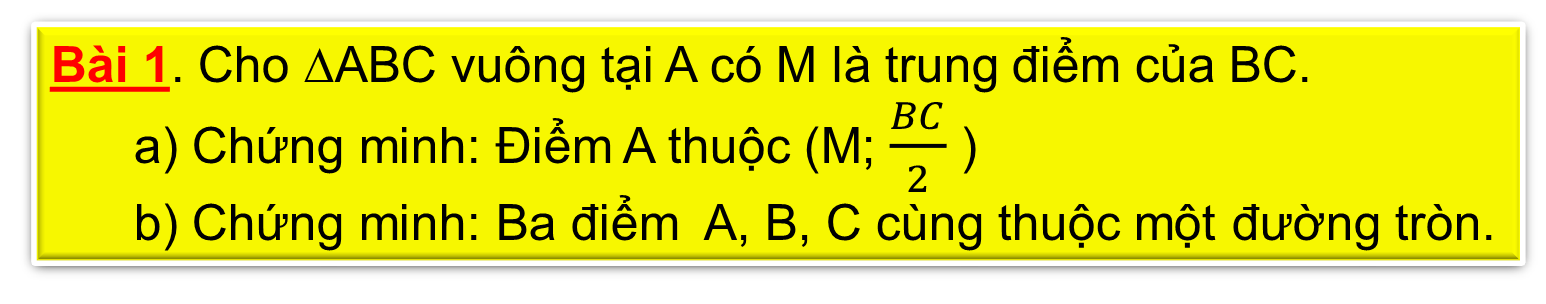 Bài 1. Cho ∆ABC vuông tại A có M là trung điểm của BC.
a) Chứng minh: Điểm A thuộc (M; 𝐵𝐶/2 )
b) Chứng minh: Ba điểm A, B, C cùng thuộc một đường tròn.